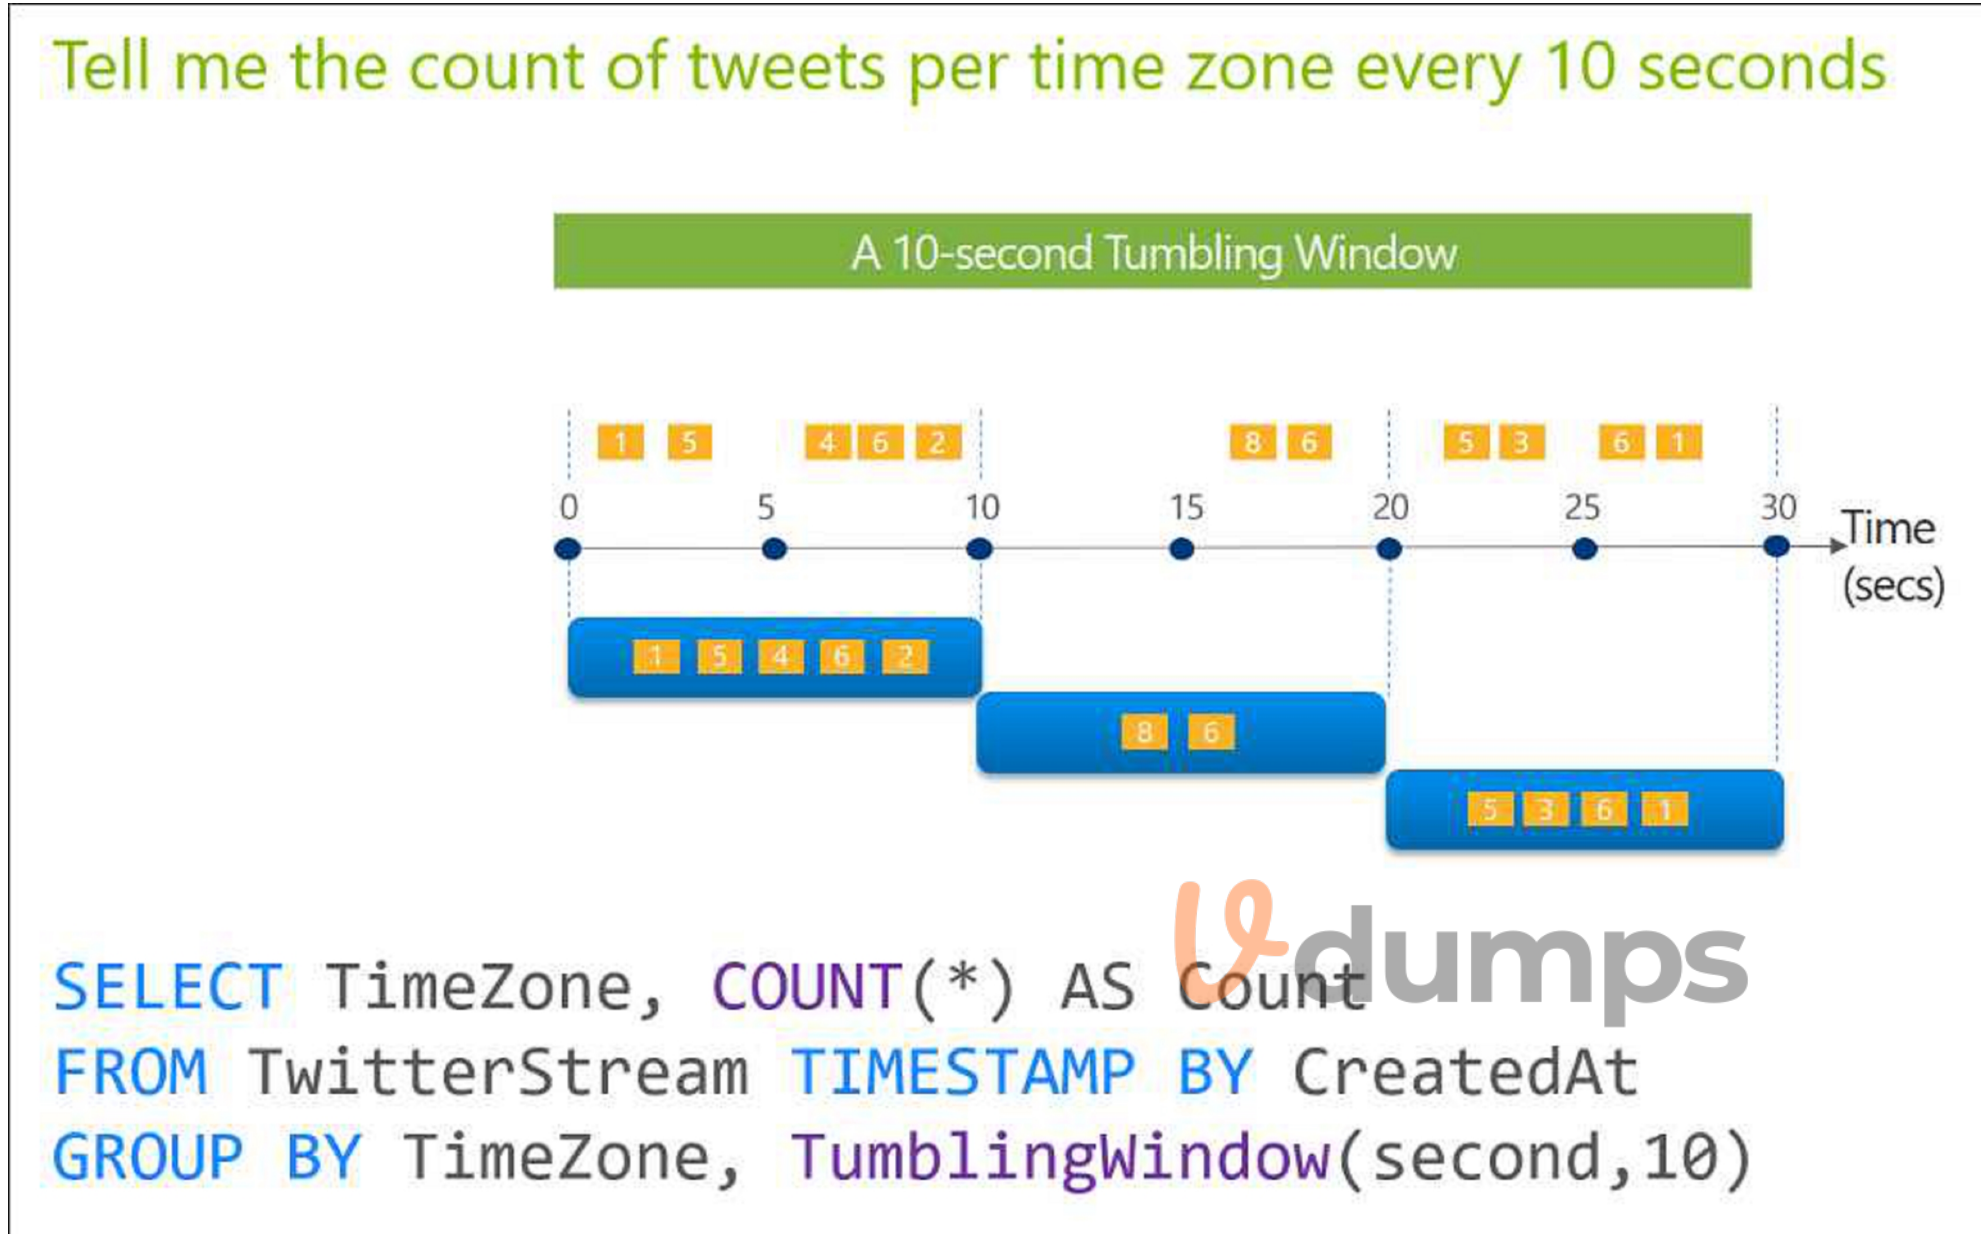 Tell me the count of tweets per time zone every 10 seconds
A 10-second Tumbling Window
1 5 4 6 2 8 6 5 3 6 1
0 5 10 15 20 25 30
Time
(secs)
1 5 4 6 2
8 6
5 3 6 1
dumps
SELECT TimeZone, COUNT(*) AS Count
FROM TwitterStream TIMESTAMP BY CreatedAt
GROUP BY TimeZone, TumblingWindow(second,10)